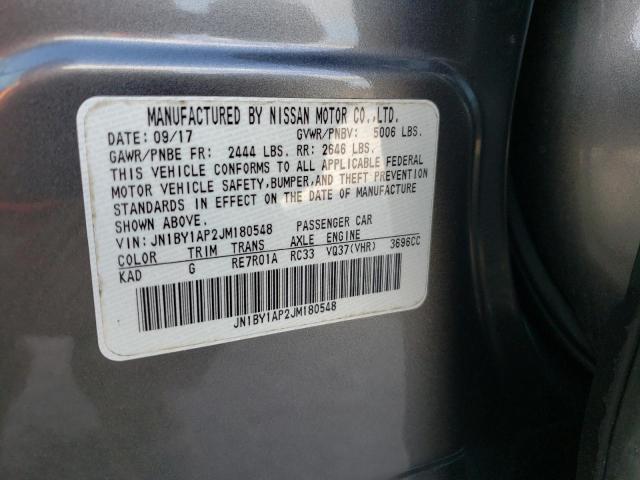 MANUFACTURED BY NISSAN MOTOR CO.,LTD.
DATE: 09/17 GVWR/PNBV: 5006 LBS.
GAWR/PNBE FR: 2444 LBS. RR: 2646 LBS.
THIS VEHICLE CONFORMS TO ALL APPLICABLE FEDERAL
MOTOR VEHICLE SAFETY,BUMPER,AND THEFT PREVENTION
STANDARDS IN EFFECT ON THE DATE OF MANUFACTURE
SHOWN ABOVE.
VIN: JN1BY1AP2JM180548 PASSENGER CAR
COLOR TRIM TRANS AXLE ENGINE
KAD G RE7R01A RC33 VQ37(VHR) 3696CC
JN1BY1AP2JM180548